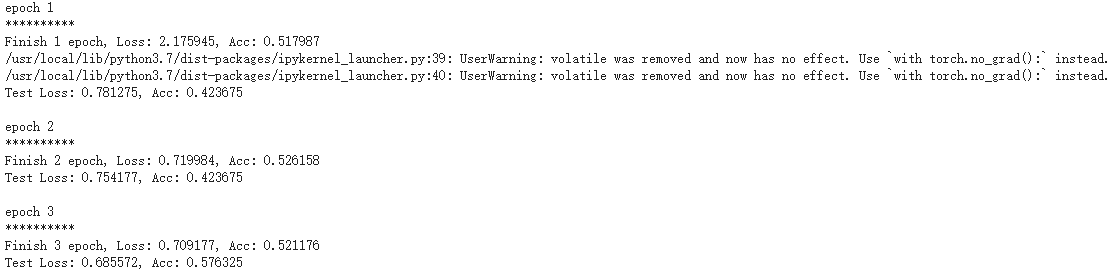 epoch 1
**********
Finish 1 epoch, Loss: 2.175945, Acc: 0.517987
/usr/local/lib/python3.7/dist-packages/ipykernel_launcher.py:39: UserWarning: volatile was removed and now has no effect. Use `with torch.no_grad():` instead.
/usr/local/lib/python3.7/dist-packages/ipykernel_launcher.py:40: UserWarning: volatile was removed and now has no effect. Use `with torch.no_grad():` instead.
Test Loss: 0.781275, Acc: 0.423675
epoch 2
**********
Finish 2 epoch, Loss: 0.719984, Acc: 0.526158
Test Loss: 0.754177, Acc: 0.423675
epoch 3
**********
Finish 3 epoch, Loss: 0.709177, Acc: 0.521176
Test Loss: 0.685572, Acc: 0.576325